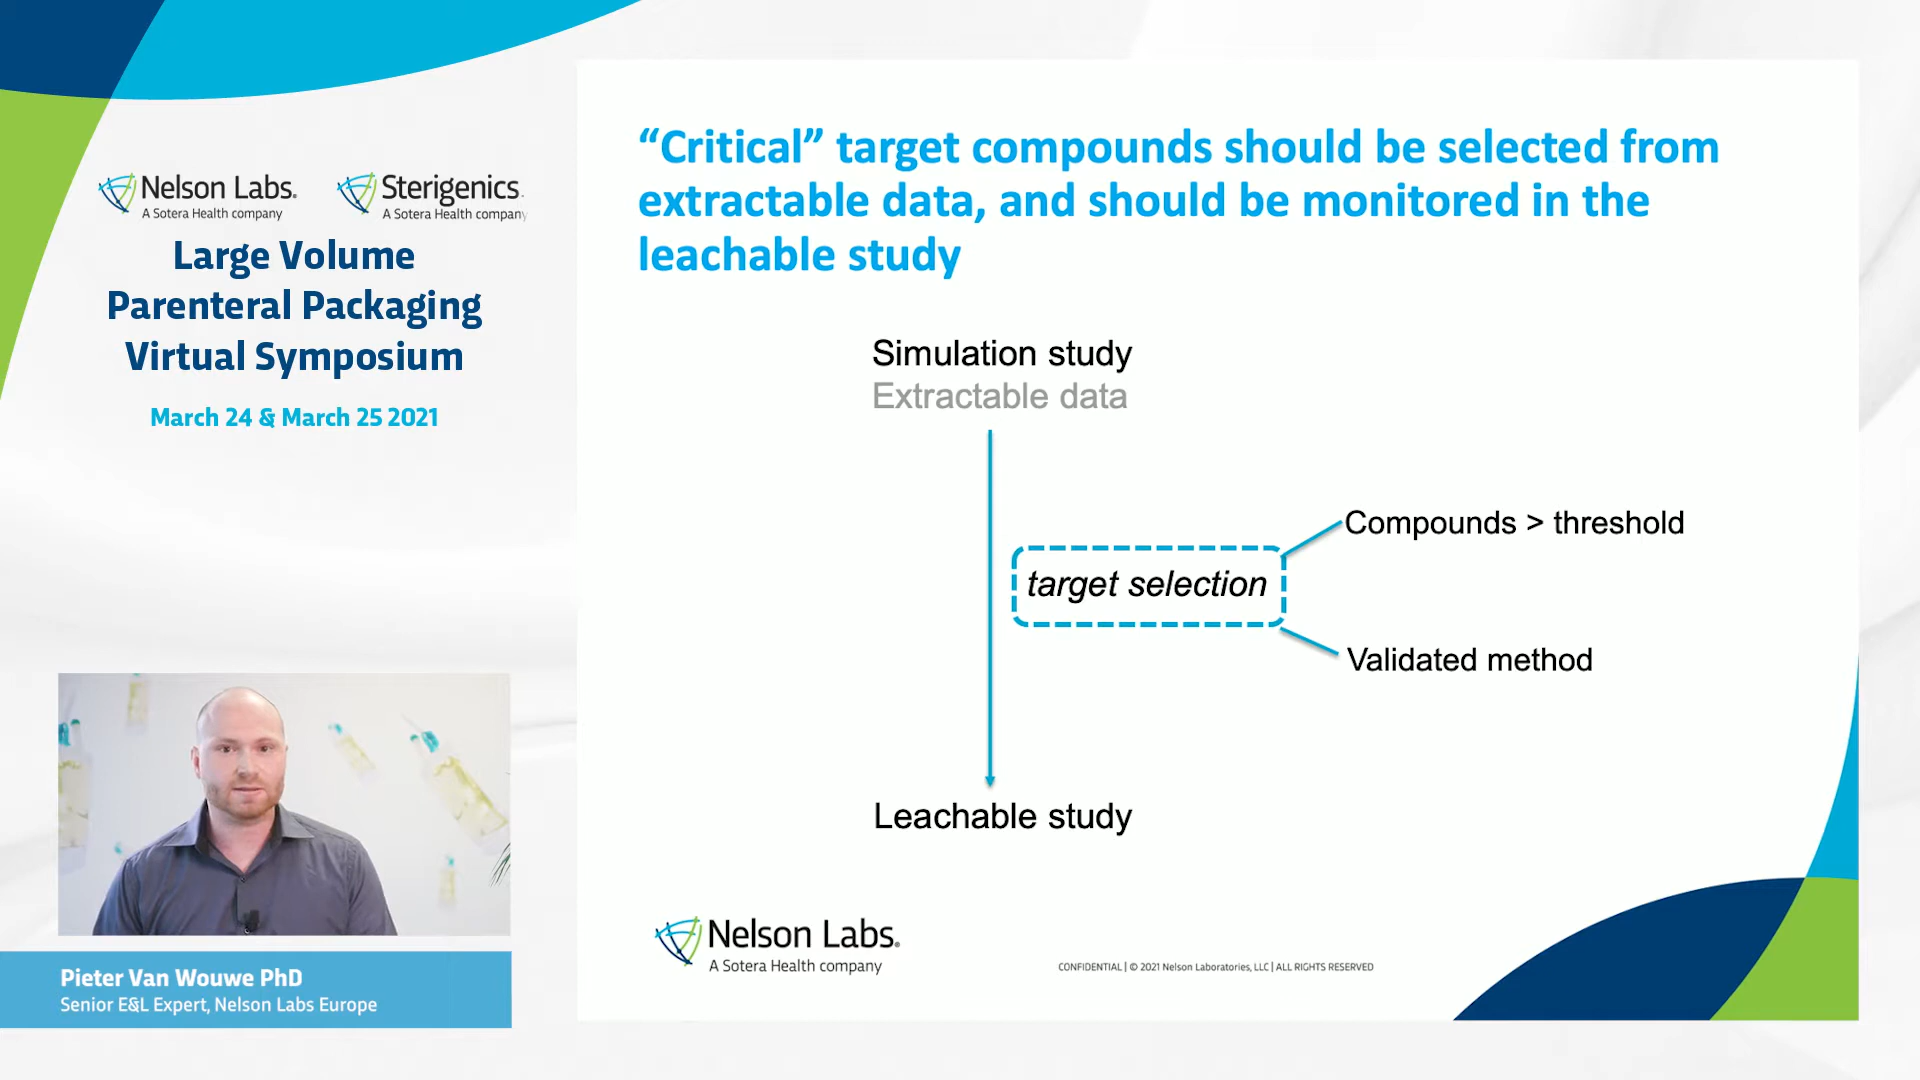 Nelson Labs.
A Sotera Health company
Sterigenics.
A Sotera Health company
Large Volume
Parenteral Packaging
Virtual Symposium
March 24 & March 25 2021
Pieter Van Wouwe PhD
Senior E&L Expert, Nelson Labs Europe
“Critical” target compounds should be selected from
extractable data, and should be monitored in the
leachable study
Simulation study
Extractable data
target selection
Compounds > threshold
Validated method
Leachable study
Nelson Labs.®
A Sotera Health company
CONFIDENTIAL | © 2021 Nelson Laboratories, LLC | ALL RIGHTS RESERVED